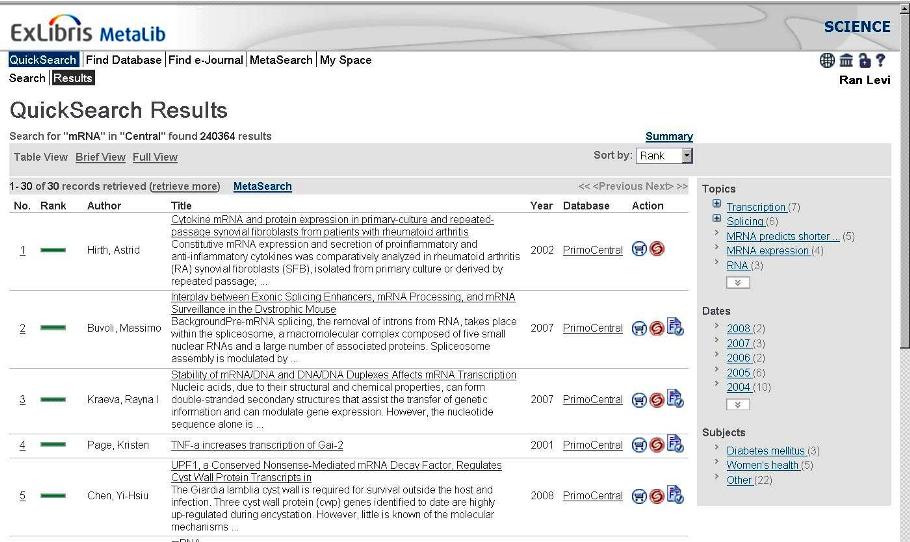 ExLibris MetaLib
SCIENCE
QuickSearch Find Database Find e-Journal MetaSearch My Space
Search Results
Ran Levi
QuickSearch Results
Search for "mRNA" in "Central" found 240364 results
Summary
Table View Brief View Full View
Sort by: Rank
1-30 of 30 records retrieved (retrieve more) MetaSearch
<< <Previous Next> >>
No. Rank Author Title Year Database Action
1 Hirth, Astrid
Cytokine mRNA and protein expression in primary-culture and repeated-
passage synovial fibroblasts from patients with rheumatoid arthritis
Constitutive mRNA expression and secretion of proinflammatory and
anti-inflammatory cytokines was comparatively analyzed in rheumatoid arthritis
(RA) synovial fibroblasts (SFB), isolated from primary culture or derived by
repeated passage; ...
2002 PrimoCentral
2 Buvoli, Massimo
Interplay between Exonic Splicing Enhancers, mRNA Processing, and mRNA
Surveillance in the Dystrophic Mouse
BackgroundPre-mRNA splicing, the removal of introns from RNA, takes place
within the spliceosome, a macromolecular complex composed of five small
nuclear RNAs and a large number of associated proteins. Spliceosome
assembly is modulated by ...
2007 PrimoCentral
3 Kraeva, Rayna I
Stability of mRNA/DNA and DNA/DNA Duplexes Affects mRNA Transcription
Nucleic acids, due to their structural and chemical properties, can form
double-stranded secondary structures that assist the transfer of genetic
information and can modulate gene expression. However, the nucleotide
sequence alone is ...
2007 PrimoCentral
4 Page, Kristen
TNF-a increases transcription of Gai-2
2001 PrimoCentral
5 Chen, Yi-Hsiu
UPF1, a Conserved Nonsense-Mediated mRNA Decay Factor, Regulates
Cyst Wall Protein Transcripts in
The Giardia lamblia cyst wall is required for survival outside the host and
infection. Three cyst wall protein (cwp) genes identified to date are highly
up-regulated during encystation. However, little is known of the molecular
mechanisms ...
2008 PrimoCentral
Topics
Transcription (7)
Splicing (6)
MRNA predicts shorter ... (5)
MRNA expression (4)
RNA (3)
Dates
2008 (2)
2007 (3)
2006 (2)
2005 (6)
2004 (10)
Subjects
Diabetes mellitus (3)
Women's health (5)
Other (22)